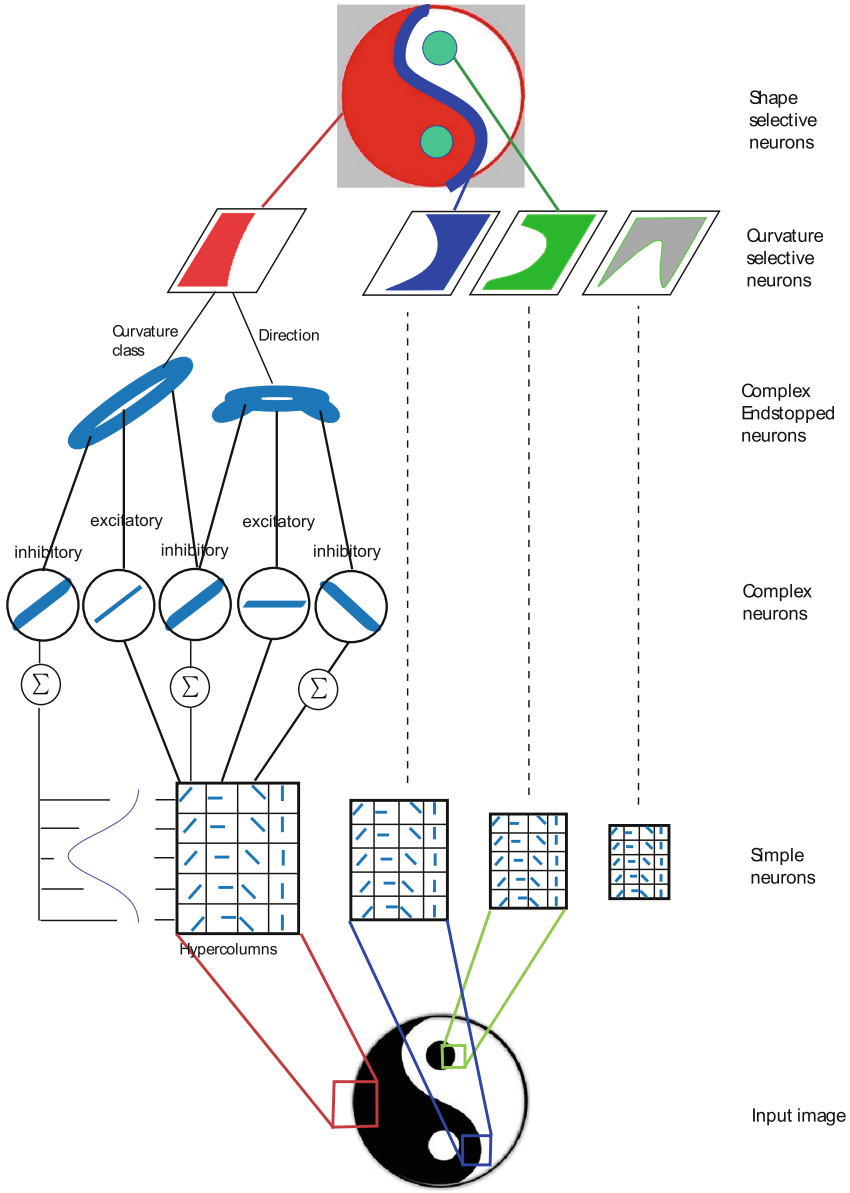 Shape
selective
neurons
Curvature
selective
neurons
Curvature
class
Direction
Complex
Endstopped
neurons
excitatory
excitatory
inhibitory
inhibitory
inhibitory
Complex
neurons
Σ
Σ
Σ
Simple
neurons
Hypercolumns
Input image